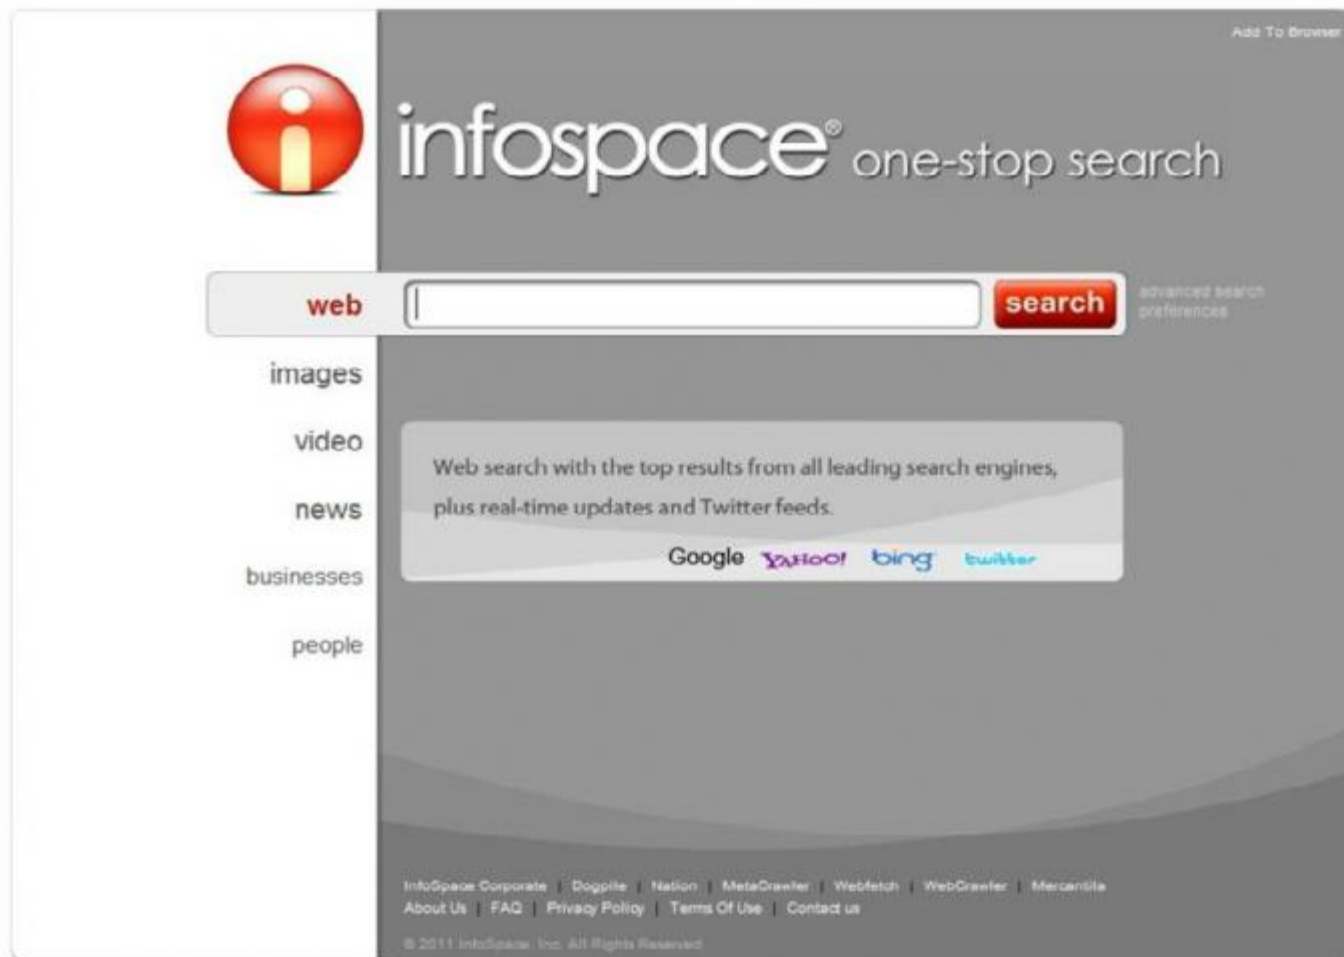 Add To Browser
infospace® one-stop search
web
search
advanced search
preferences
images
video
news
businesses
people
Web search with the top results from all leading search engines,
plus real-time updates and Twitter feeds.
Google YAHOO! bing twitter
InfoSpace Corporate | Dogpile | Nation | MetaCrawler | Webfetch | WebCrawler | Mercantila
About Us | FAQ | Privacy Policy | Terms Of Use | Contact us
© 2011 InfoSpace, Inc. All Rights Reserved